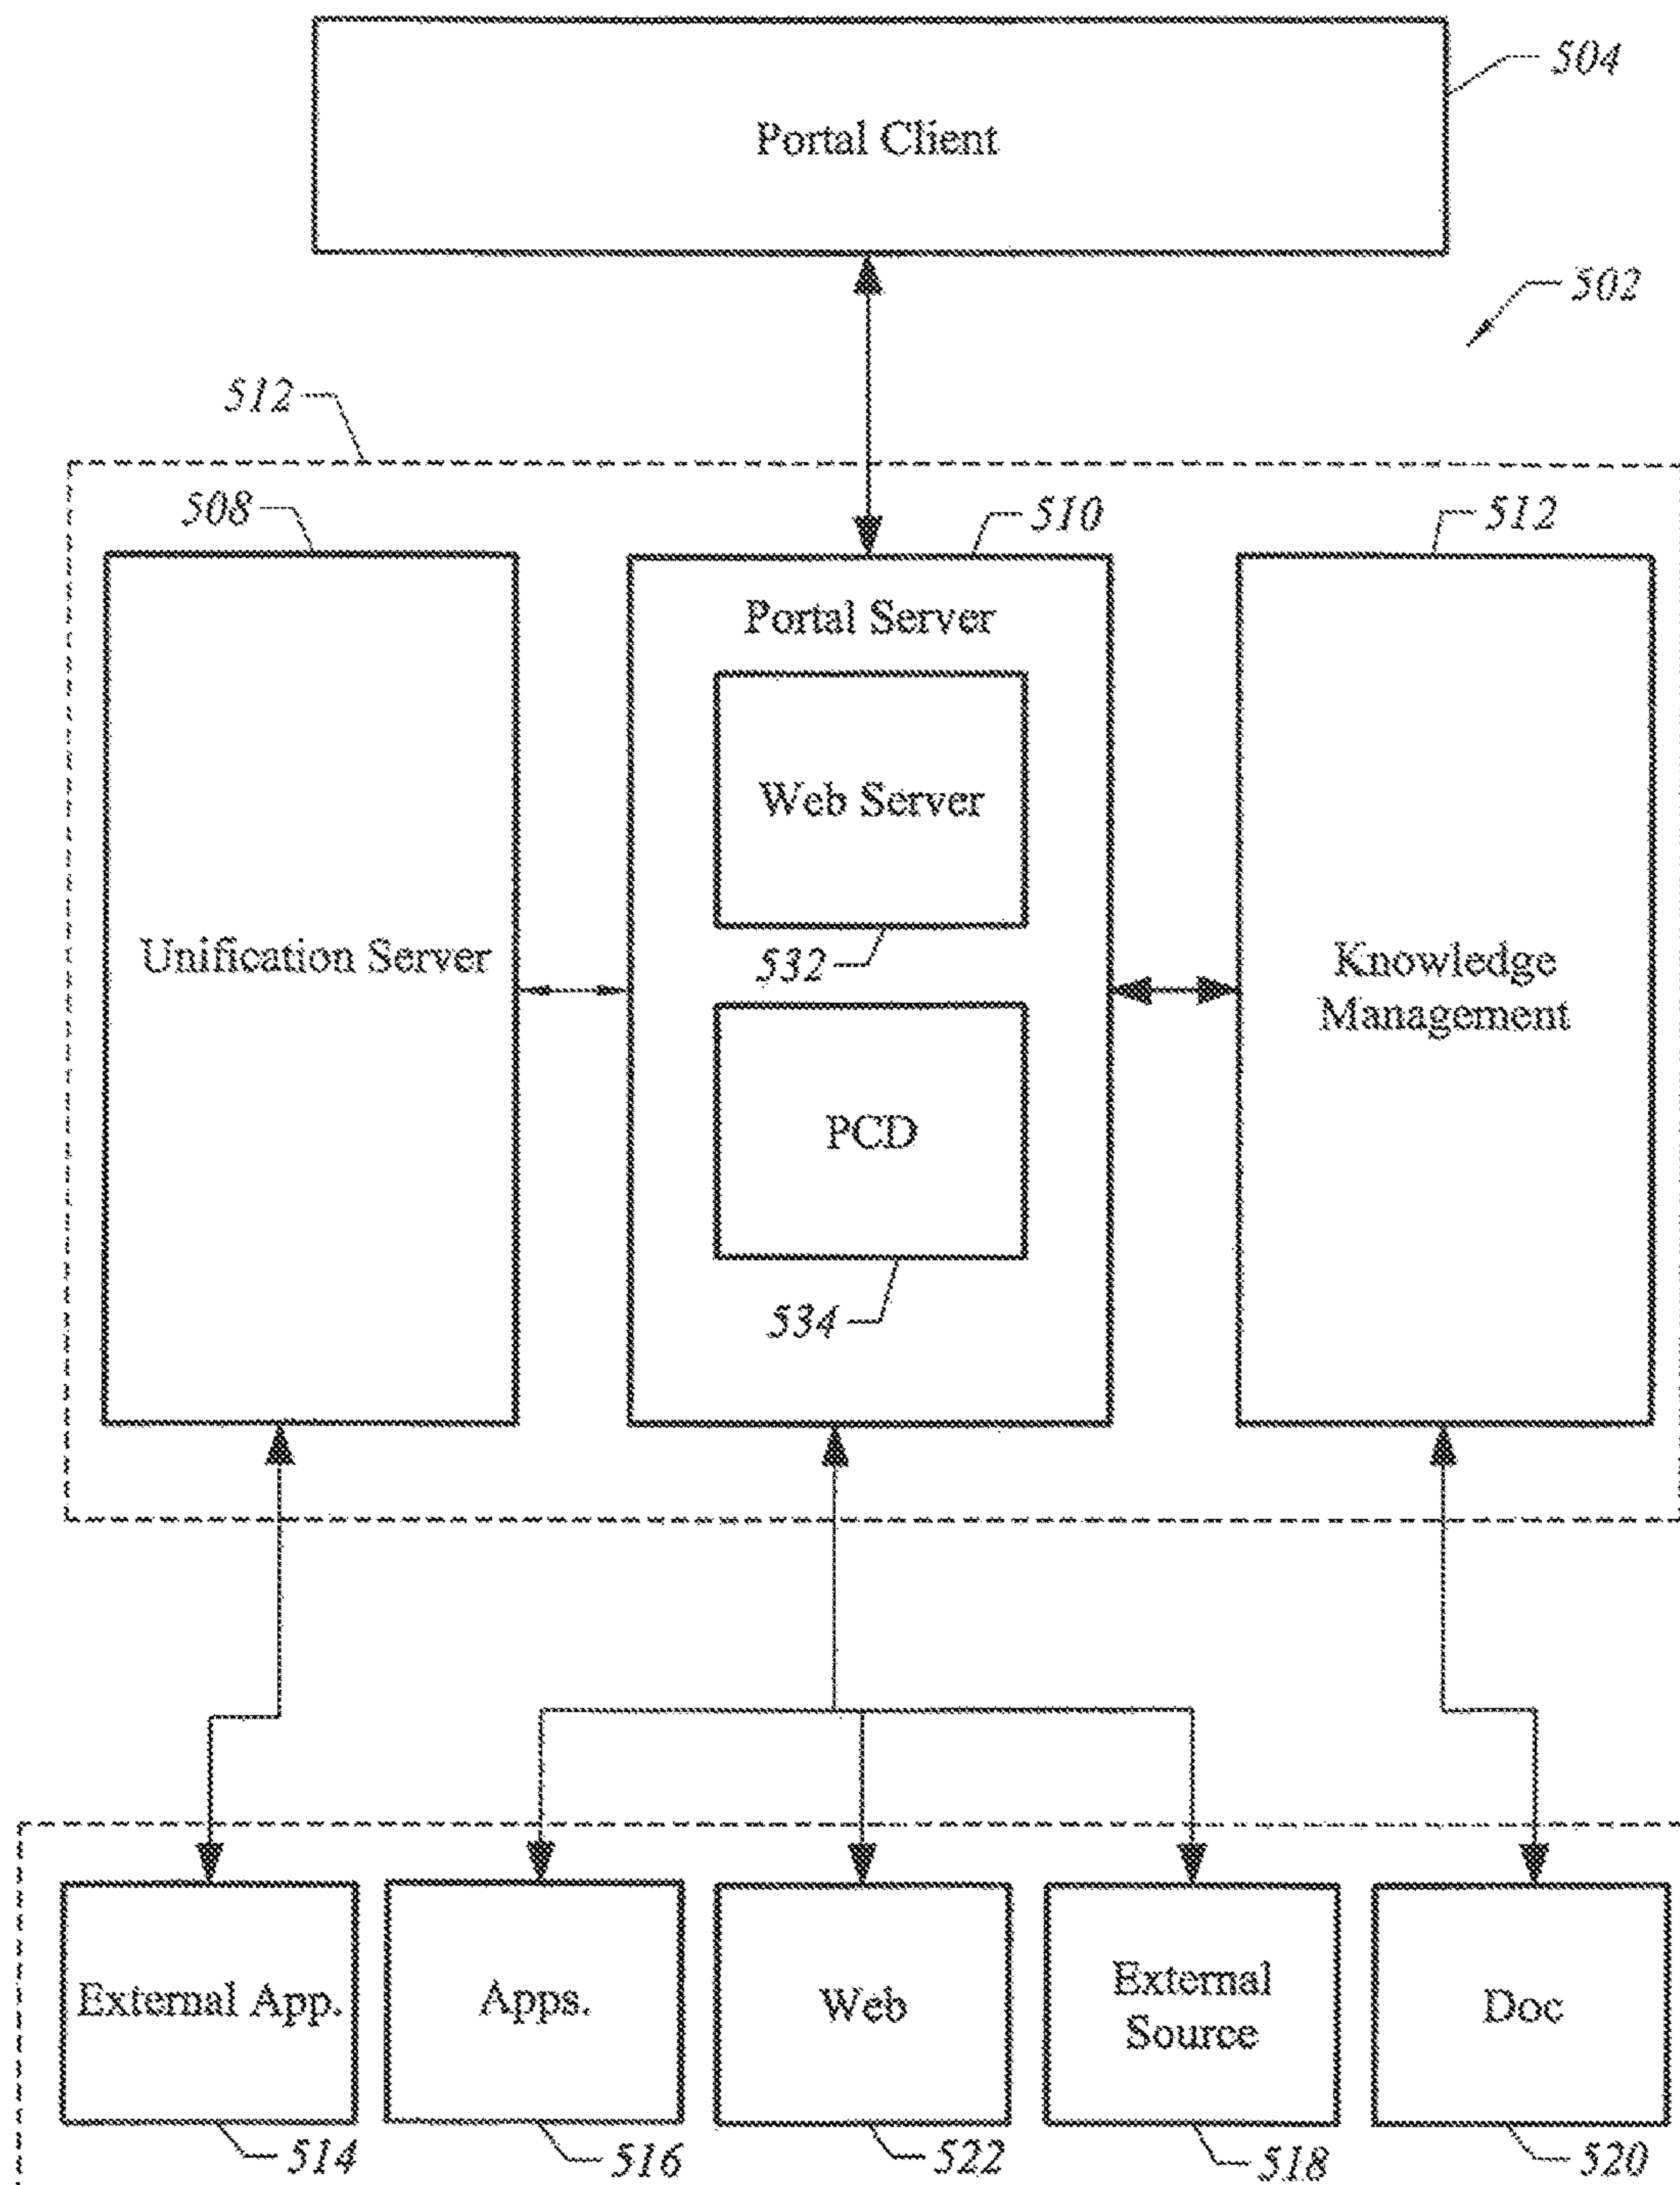 504
Portal Client
502
512
508
510
512
Portal Server
Web Server
532
Unification Server
Knowledge
Management
PCD
534
External App.
Apps.
Web
External
Source
Doc
514
516
522
518
520